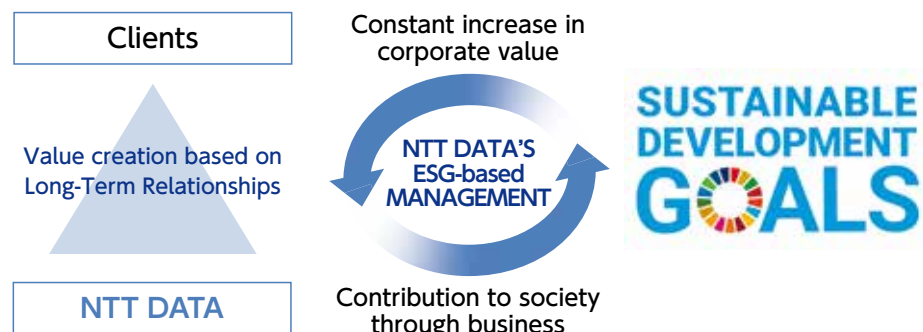 Clients
Value creation based on
Long-Term Relationships
NTT DATA
Constant increase in
corporate value
NTT DATA'S
ESG-based
MANAGEMENT
Contribution to society
through business
SUSTAINABLE
DEVELOPMENT
GOALS